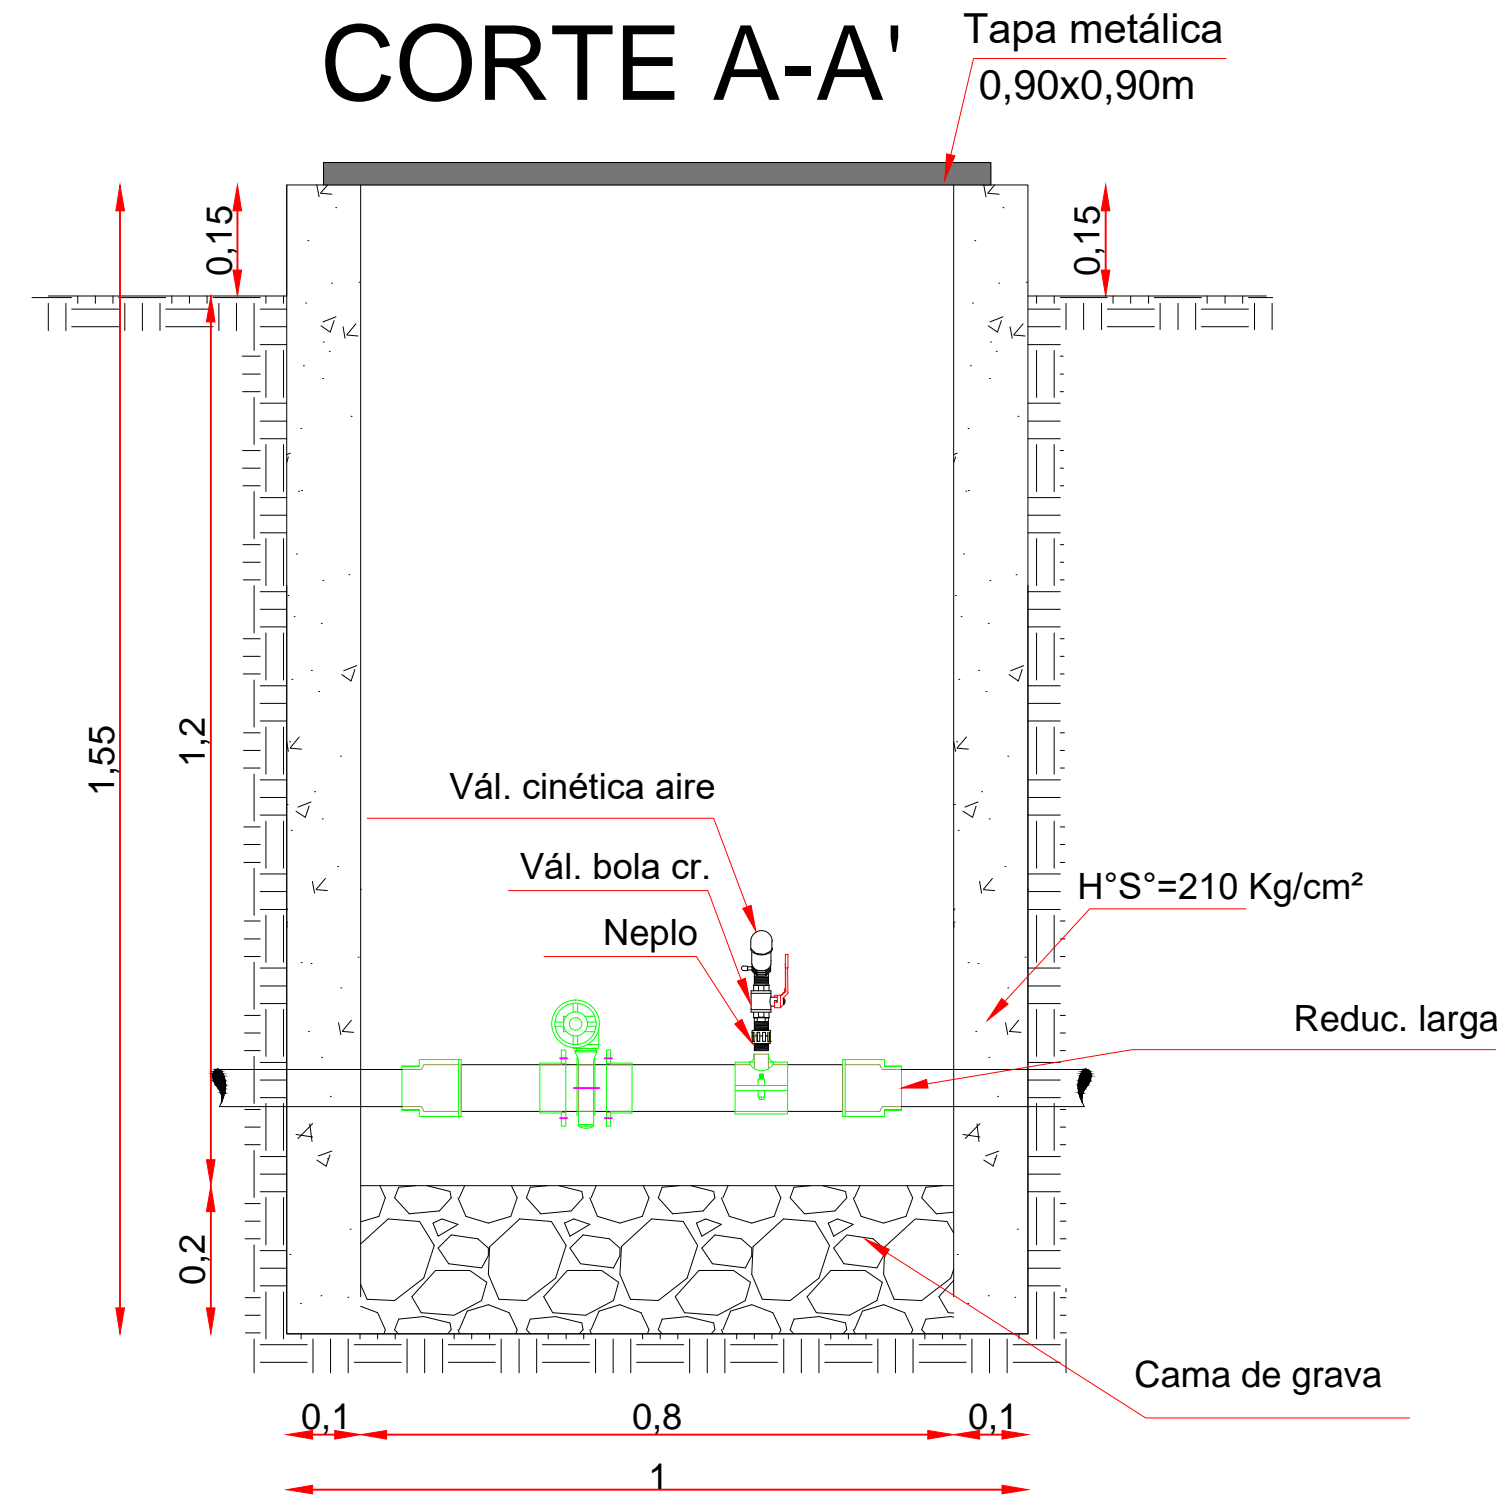 CORTE A-A'
Tapa metálica
0,90x0,90m
0,15
0,15
1,55
1,2
Vál. cinética aire
Vál. bola cr.
Neplo
H°S°=210 Kg/cm²
Reduc. larga
0,2
Cama de grava
0,1
0,8
0,1
1